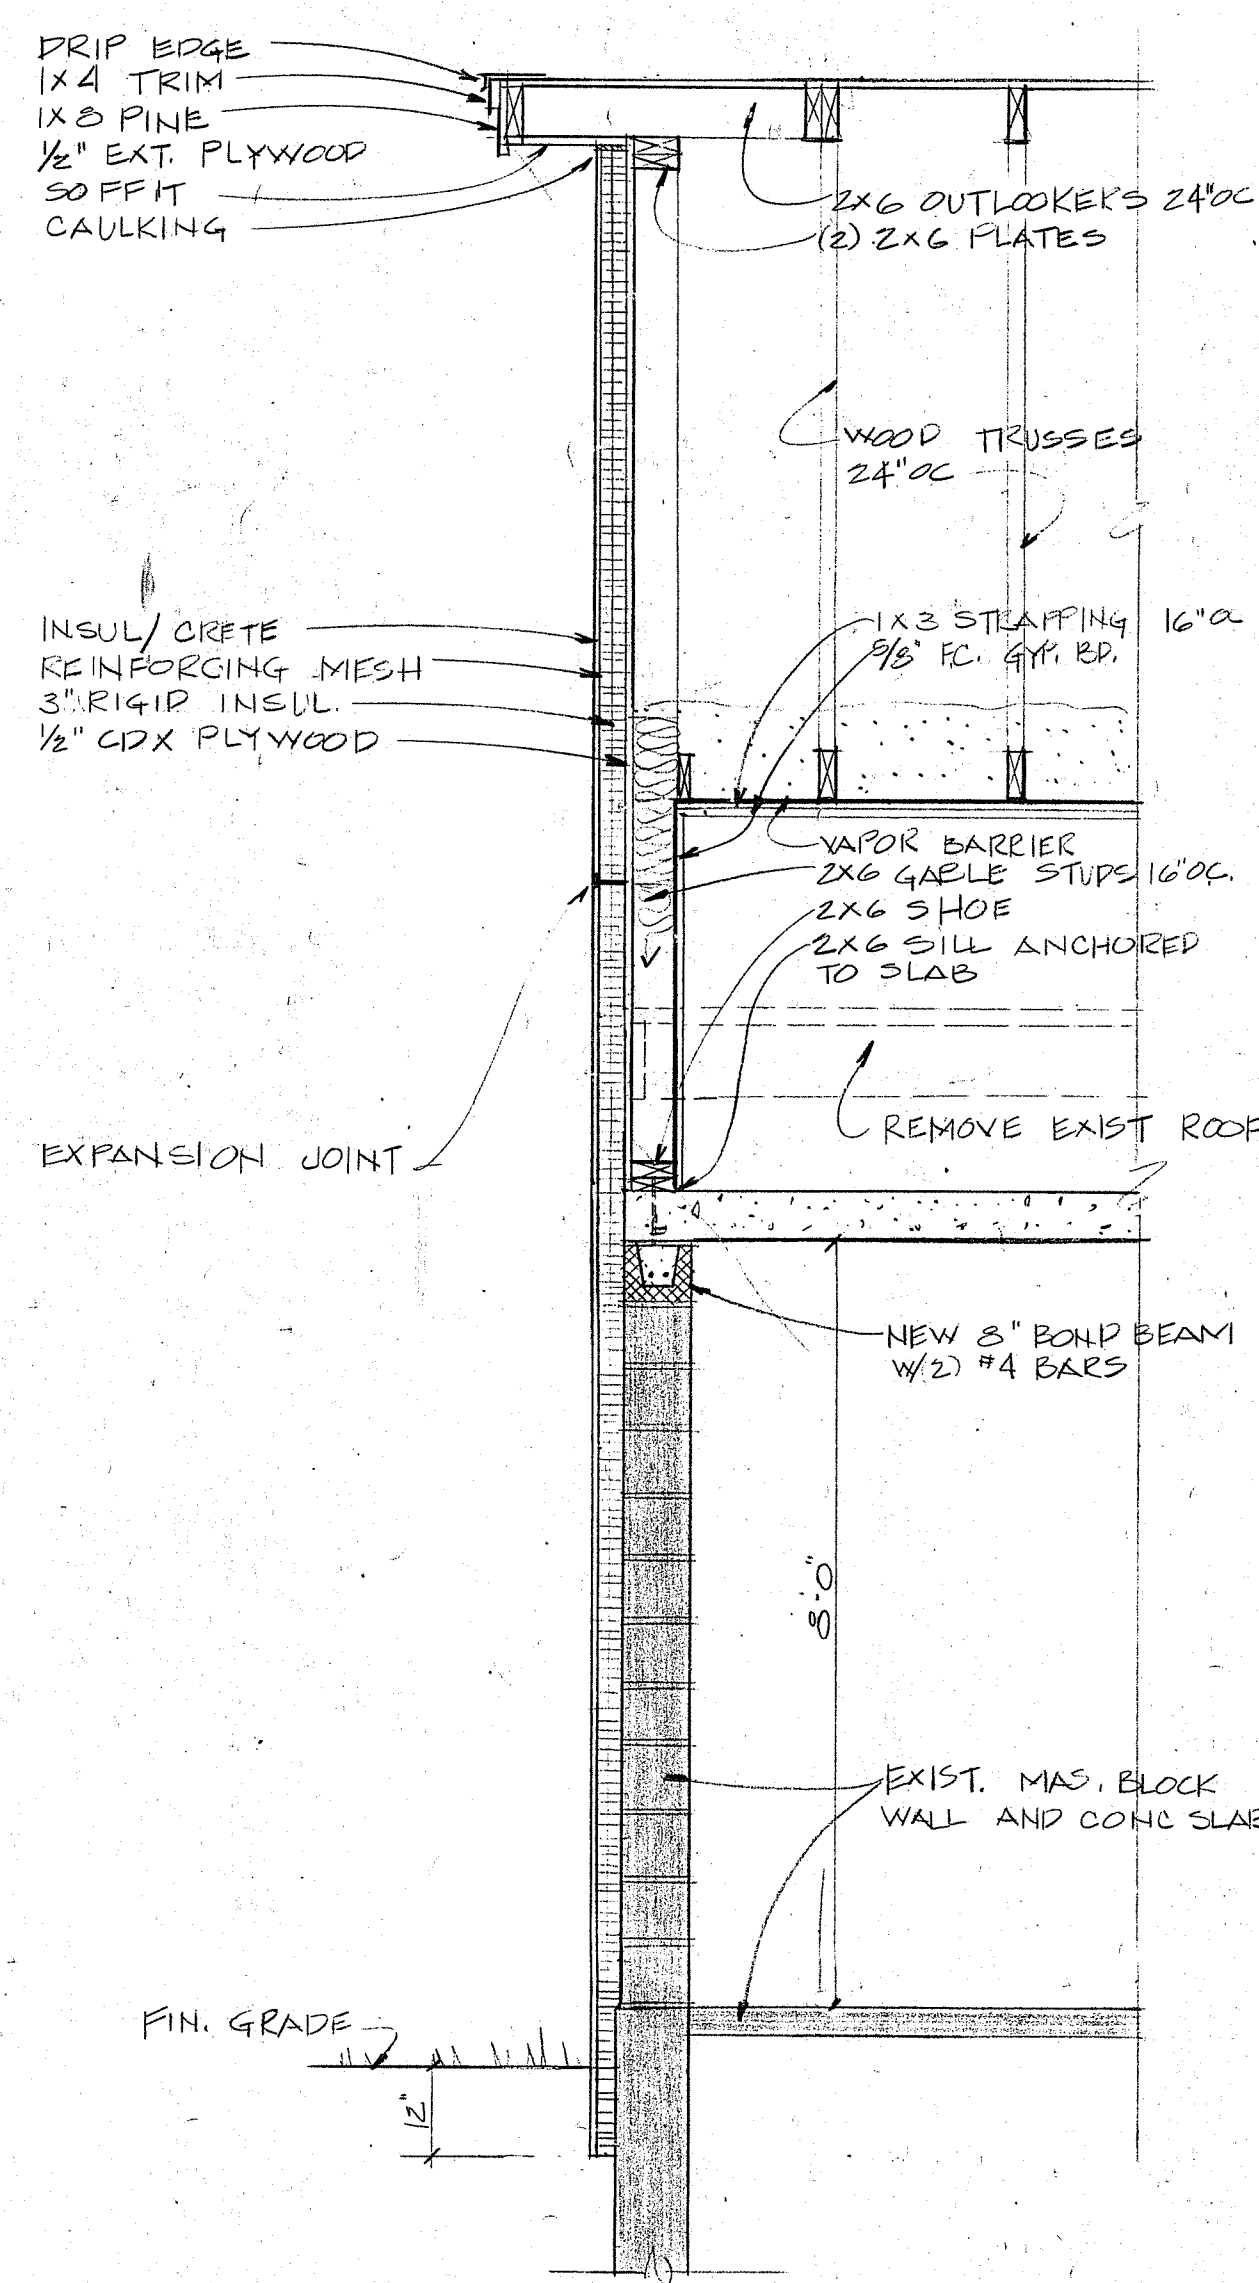 DRIP EDGE
1X4 TRIM
1X8 PINE
1/2" EXT. PLYWOOD
SOFFIT
CAULKING
2X6 OUTLOOKERS 24"OC
(2) 2X6 PLATES
WOOD TRUSSES
24"OC
INSUL/CRETE
REINFORCING MESH
3" RIGID INSUL.
1/2" CDX PLYWOOD
1X3 STRAPPING 16"O
5/8" F.C. GYP. BD.
VAPOR BARRIER
2X6 GABLE STUDS 16"OC.
2X6 SHOE
2X6 SILL ANCHORED
TO SLAB
REMOVE EXIST ROOF
EXPANSION JOINT
NEW 8" BOND BEAM
W/2) #4 BARS
8'-0"
EXIST. MAS. BLOCK
WALL AND CONC SLAB
FIN. GRADE
12"